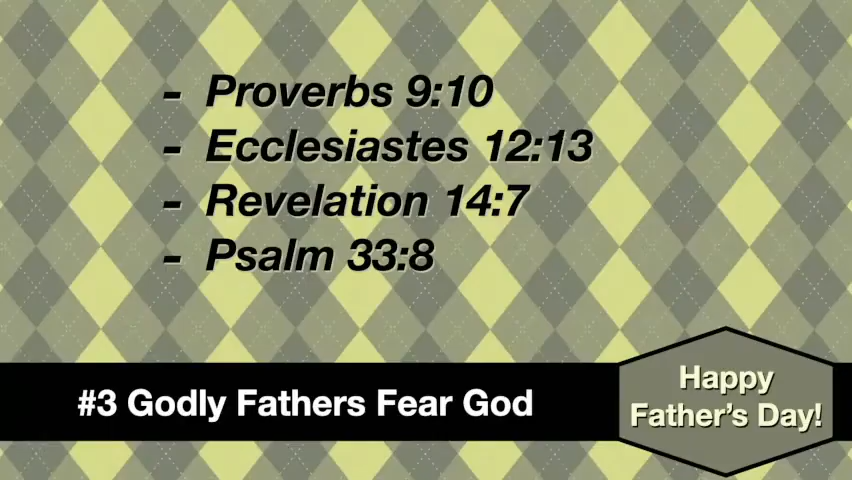 - Proverbs 9:10
- Ecclesiastes 12:13
- Revelation 14:7
- Psalm 33:8
#3 Godly Fathers Fear God
Happy
Father's Day!